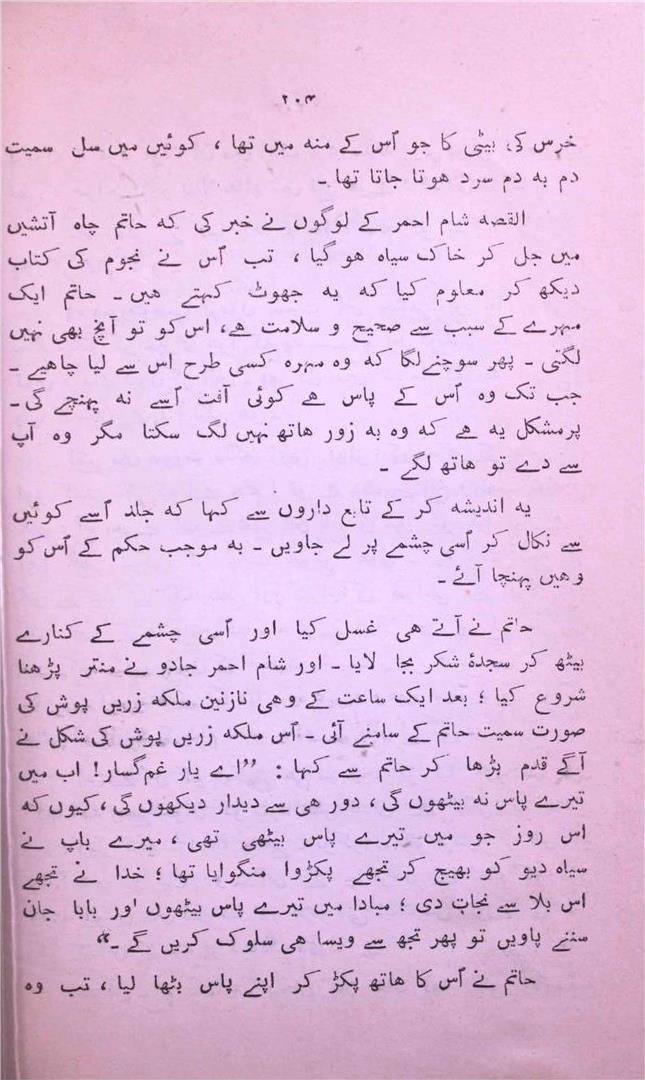 ۲۰۴
خرس کی بیٹی کا جو اُس کے منہ میں تھا ، کوئیں میں سل سمیت
دم بہ دم سرد ہوتا جاتا تھا ۔
القصہ شام احمر کے لوگوں نے خبر کی کہ حاتم چاہ آتشیں
میں جل کر خاک سیاہ ہو گیا ، تب اُس نے نجوم کی کتاب
دیکھ کر معلوم کیا کہ یہ جھوٹ کہتے ہیں ۔ حاتم ایک
مہرے کے سبب سے صحیح و سلامت ہے ، اس کو تو آنچ بھی نہیں
لگتی ۔ پھر سوچنے لگا کہ وہ مہرہ کسی طرح اس سے لیا چاہیے ۔
جب تک وہ اُس کے پاس ہے کوئی آفت اُسے نہ پہنچے گی ۔
پر مشکل یہ ہے کہ وہ بہ زور ہاتھ نہیں لگ سکتا مگر وہ آپ
سے دے تو ہاتھ لگے ۔
یہ اندیشہ کر کے تابع داروں سے کہا کہ جلد اُسے کوئیں
سے نکال کر اُسی چشمے پر لے جاویں ۔ بہ موجب حکم کے اُس کو
وہیں پہنچا آئے ۔
حاتم نے آتے ہی غسل کیا اور اُسی چشمے کے کنارے
بیٹھ کر سجدۂ شکر بجا لایا ۔ اور شام احمر جادو نے منتر پڑھنا
شروع کیا ؛ بعد ایک ساعت کے وہی نازنین ملکہ زریں پوش کی
صورت سمیت حاتم کے سامنے آئی ۔ اُس ملکہ زریں پوش کی شکل نے
آگے قدم بڑھا کر حاتم سے کہا : ”اے یار غم گسار ! اب میں
تیرے پاس نہ بیٹھوں گی ، دور ہی سے دیدار دیکھوں گی ، کیوں کہ
اس روز جو میں تیرے پاس بیٹھی تھی ، میرے باپ نے
سیاہ دیو کو بھیج کر تجھے پکڑوا منگوایا تھا ؛ خدا نے تجھے
اس بلا سے نجات دی ؛ مبادا میں تیرے پاس بیٹھوں اور بابا جان
سننے پاویں تو پھر تجھ سے ویسا ہی سلوک کریں گے ۔“
حاتم نے اُس کا ہاتھ پکڑ کر اپنے پاس بٹھا لیا ، تب وہ